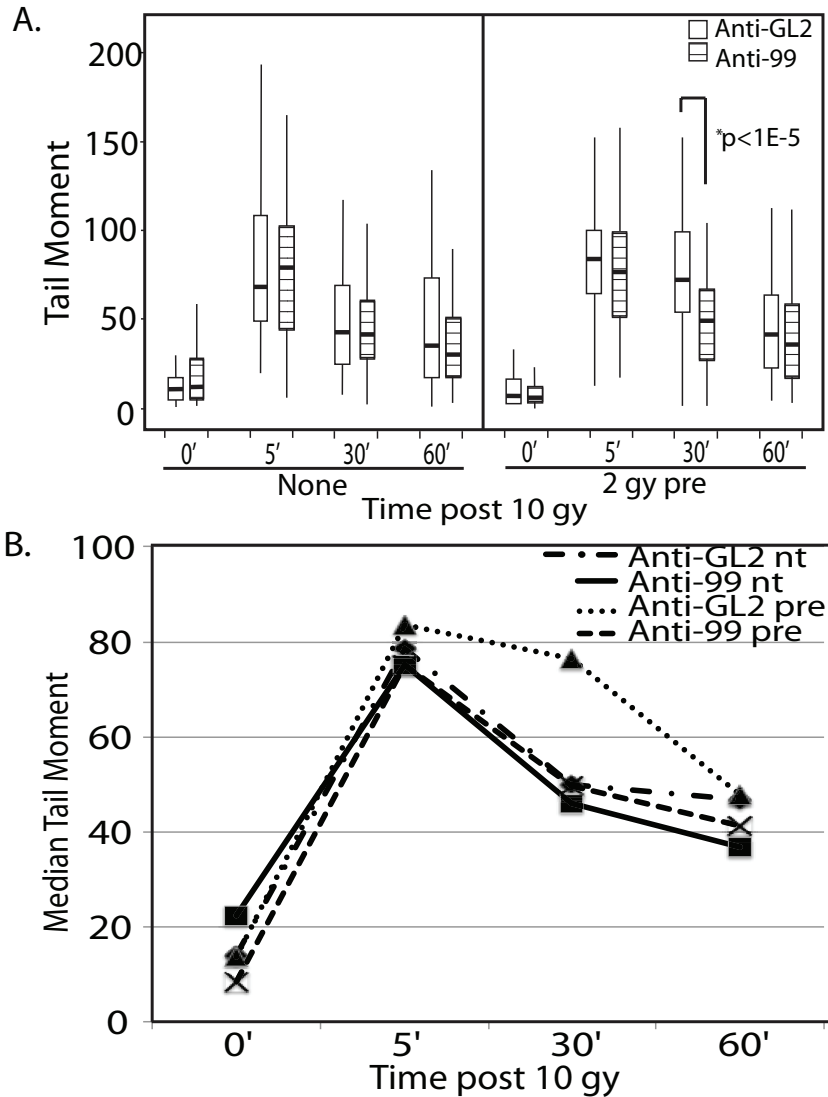 A.
Anti-GL2
Anti-99
*p<1E-5
Tail Moment
200
150
100
50
0
0' 5' 30' 60' 0' 5' 30' 60'
None 2 gy pre
Time post 10 gy
B.
Anti-GL2 nt
Anti-99 nt
Anti-GL2 pre
Anti-99 pre
Median Tail Moment
100
80
60
40
20
0
0' 5' 30' 60'
Time post 10 gy